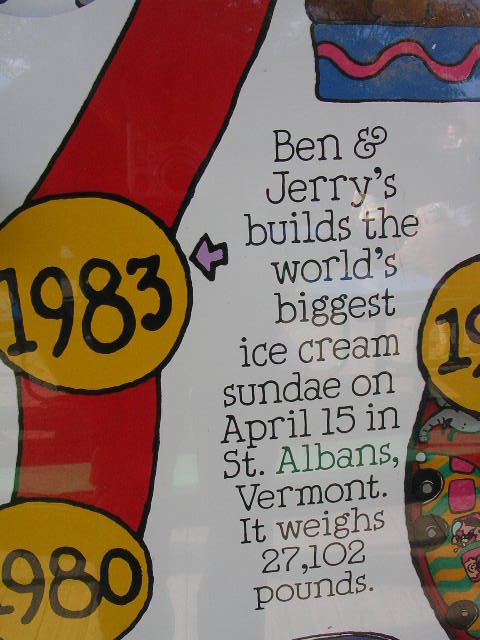 Ben &
Jerry's
builds the
world's
biggest
ice cream
sundae on
April 15 in
St. Albans,
Vermont.
It weighs
27,102
pounds.
1983
1980